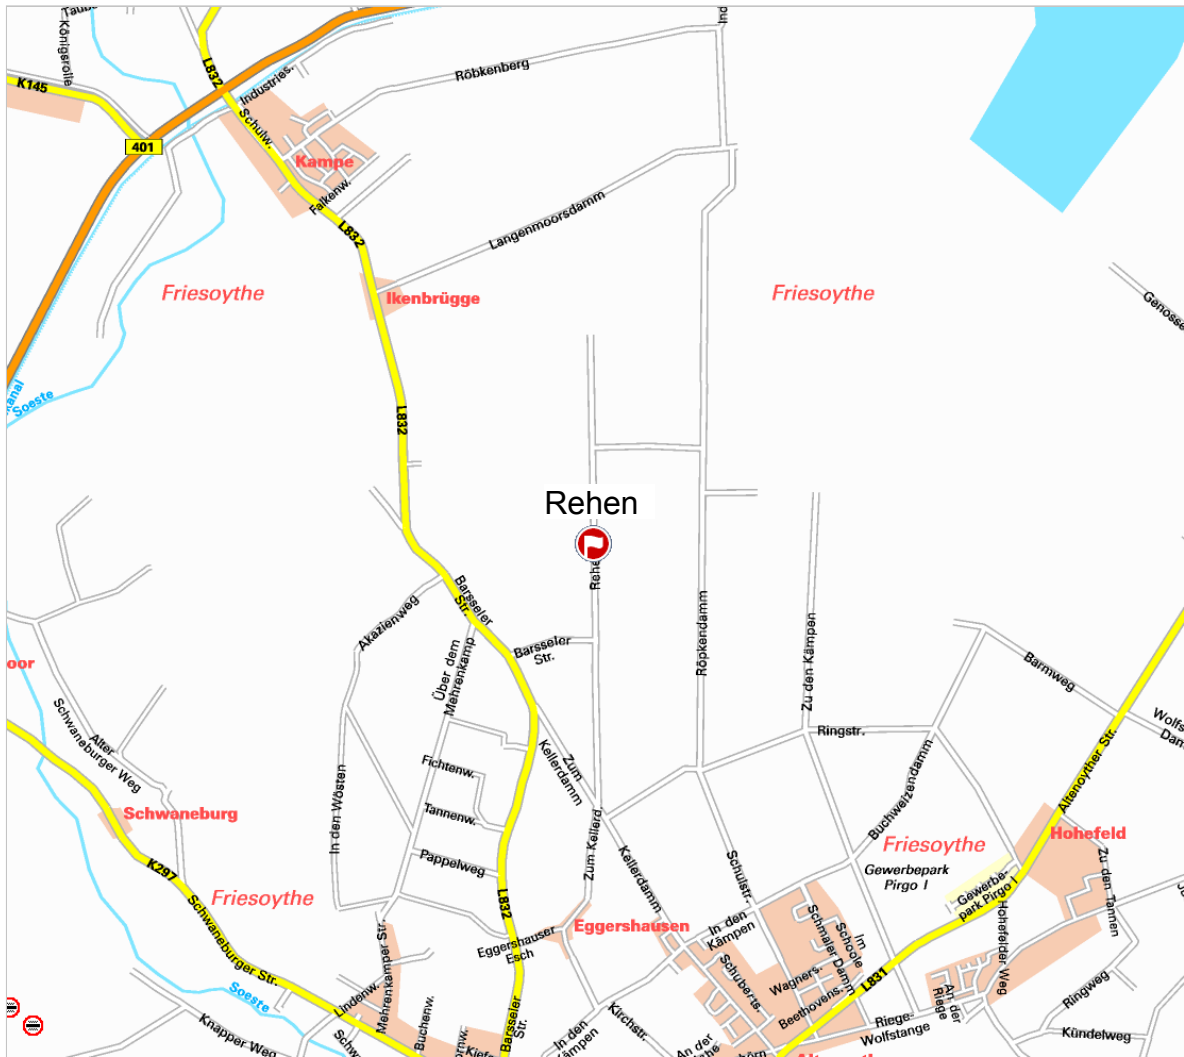 Königsrolle
L832
K145
Industries.
Röbkenberg
401
Schulw.
Kampe
Falkenw.
L832
Langenmoorsdamm
Friesoythe
Ikenbrügge
Friesoythe
Soeste
L832
Rehen
Barsseler
Str.
Akazienweg
Über dem
Mehrenkamp
Barsseler
Str.
Röpkendamm
Zu den Kämpen
Barmweg
Alter
Schwaneburger Weg
Ringstr.
Altenoyther Str.
Zum
Kellerdamm
Fichtenw.
Tannenw.
In den Wösten
Pappelweg
Schwaneburg
K297
Buchweizendamm
Friesoythe
Hohefeld
Gewerbepark
Pirgo I
Gewerbe-
park Pirgo I
Zu den Tannen
Zum Kellerd.
Kellerdamm
Schulstr.
Friesoythe
L832
Schwaneburger Str.
Eggershausen
Eggershauser
Esch
In den
Kämpen
Im
Schoole
Schmaler Damm
Hohefelder Weg
Mehrenkamper Str.
Schuberts.
Wagners.
Beethovens.
L831
Soeste
Lindenw.
Knapper Weg
Buchenw.
Barsseler
Str.
In den
Kämpen
Kirchstr.
An der
Riege
Riege-
Wolfstange
Ringweg
Kündelweg